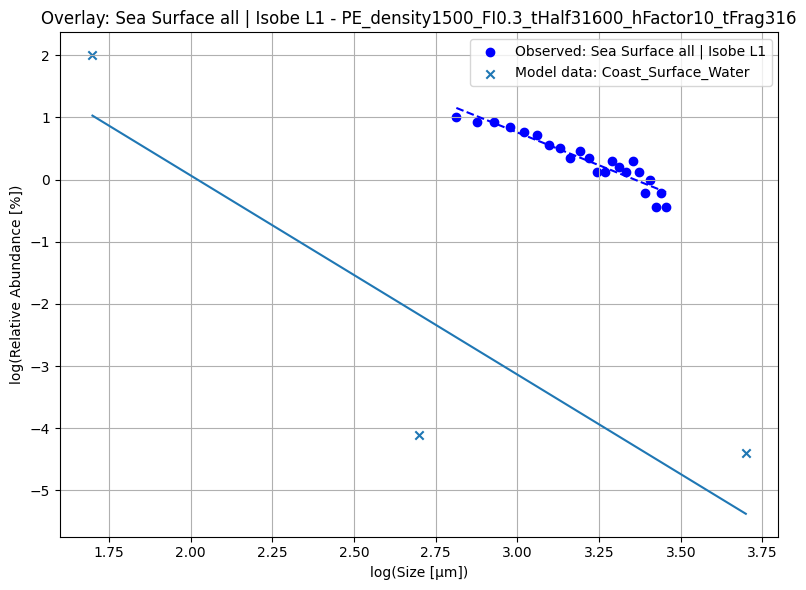 Overlay: Sea Surface all | Isobe L1 - PE_density1500_FI0.3_tHalf31600_hFactor10_tFrag316
Observed: Sea Surface all | Isobe L1
Model data: Coast_Surface_Water
2
1
0
−1
−2
−3
−4
−5
log(Relative Abundance [%])
1.75 2.00 2.25 2.50 2.75 3.00 3.25 3.50 3.75
log(Size [μm])